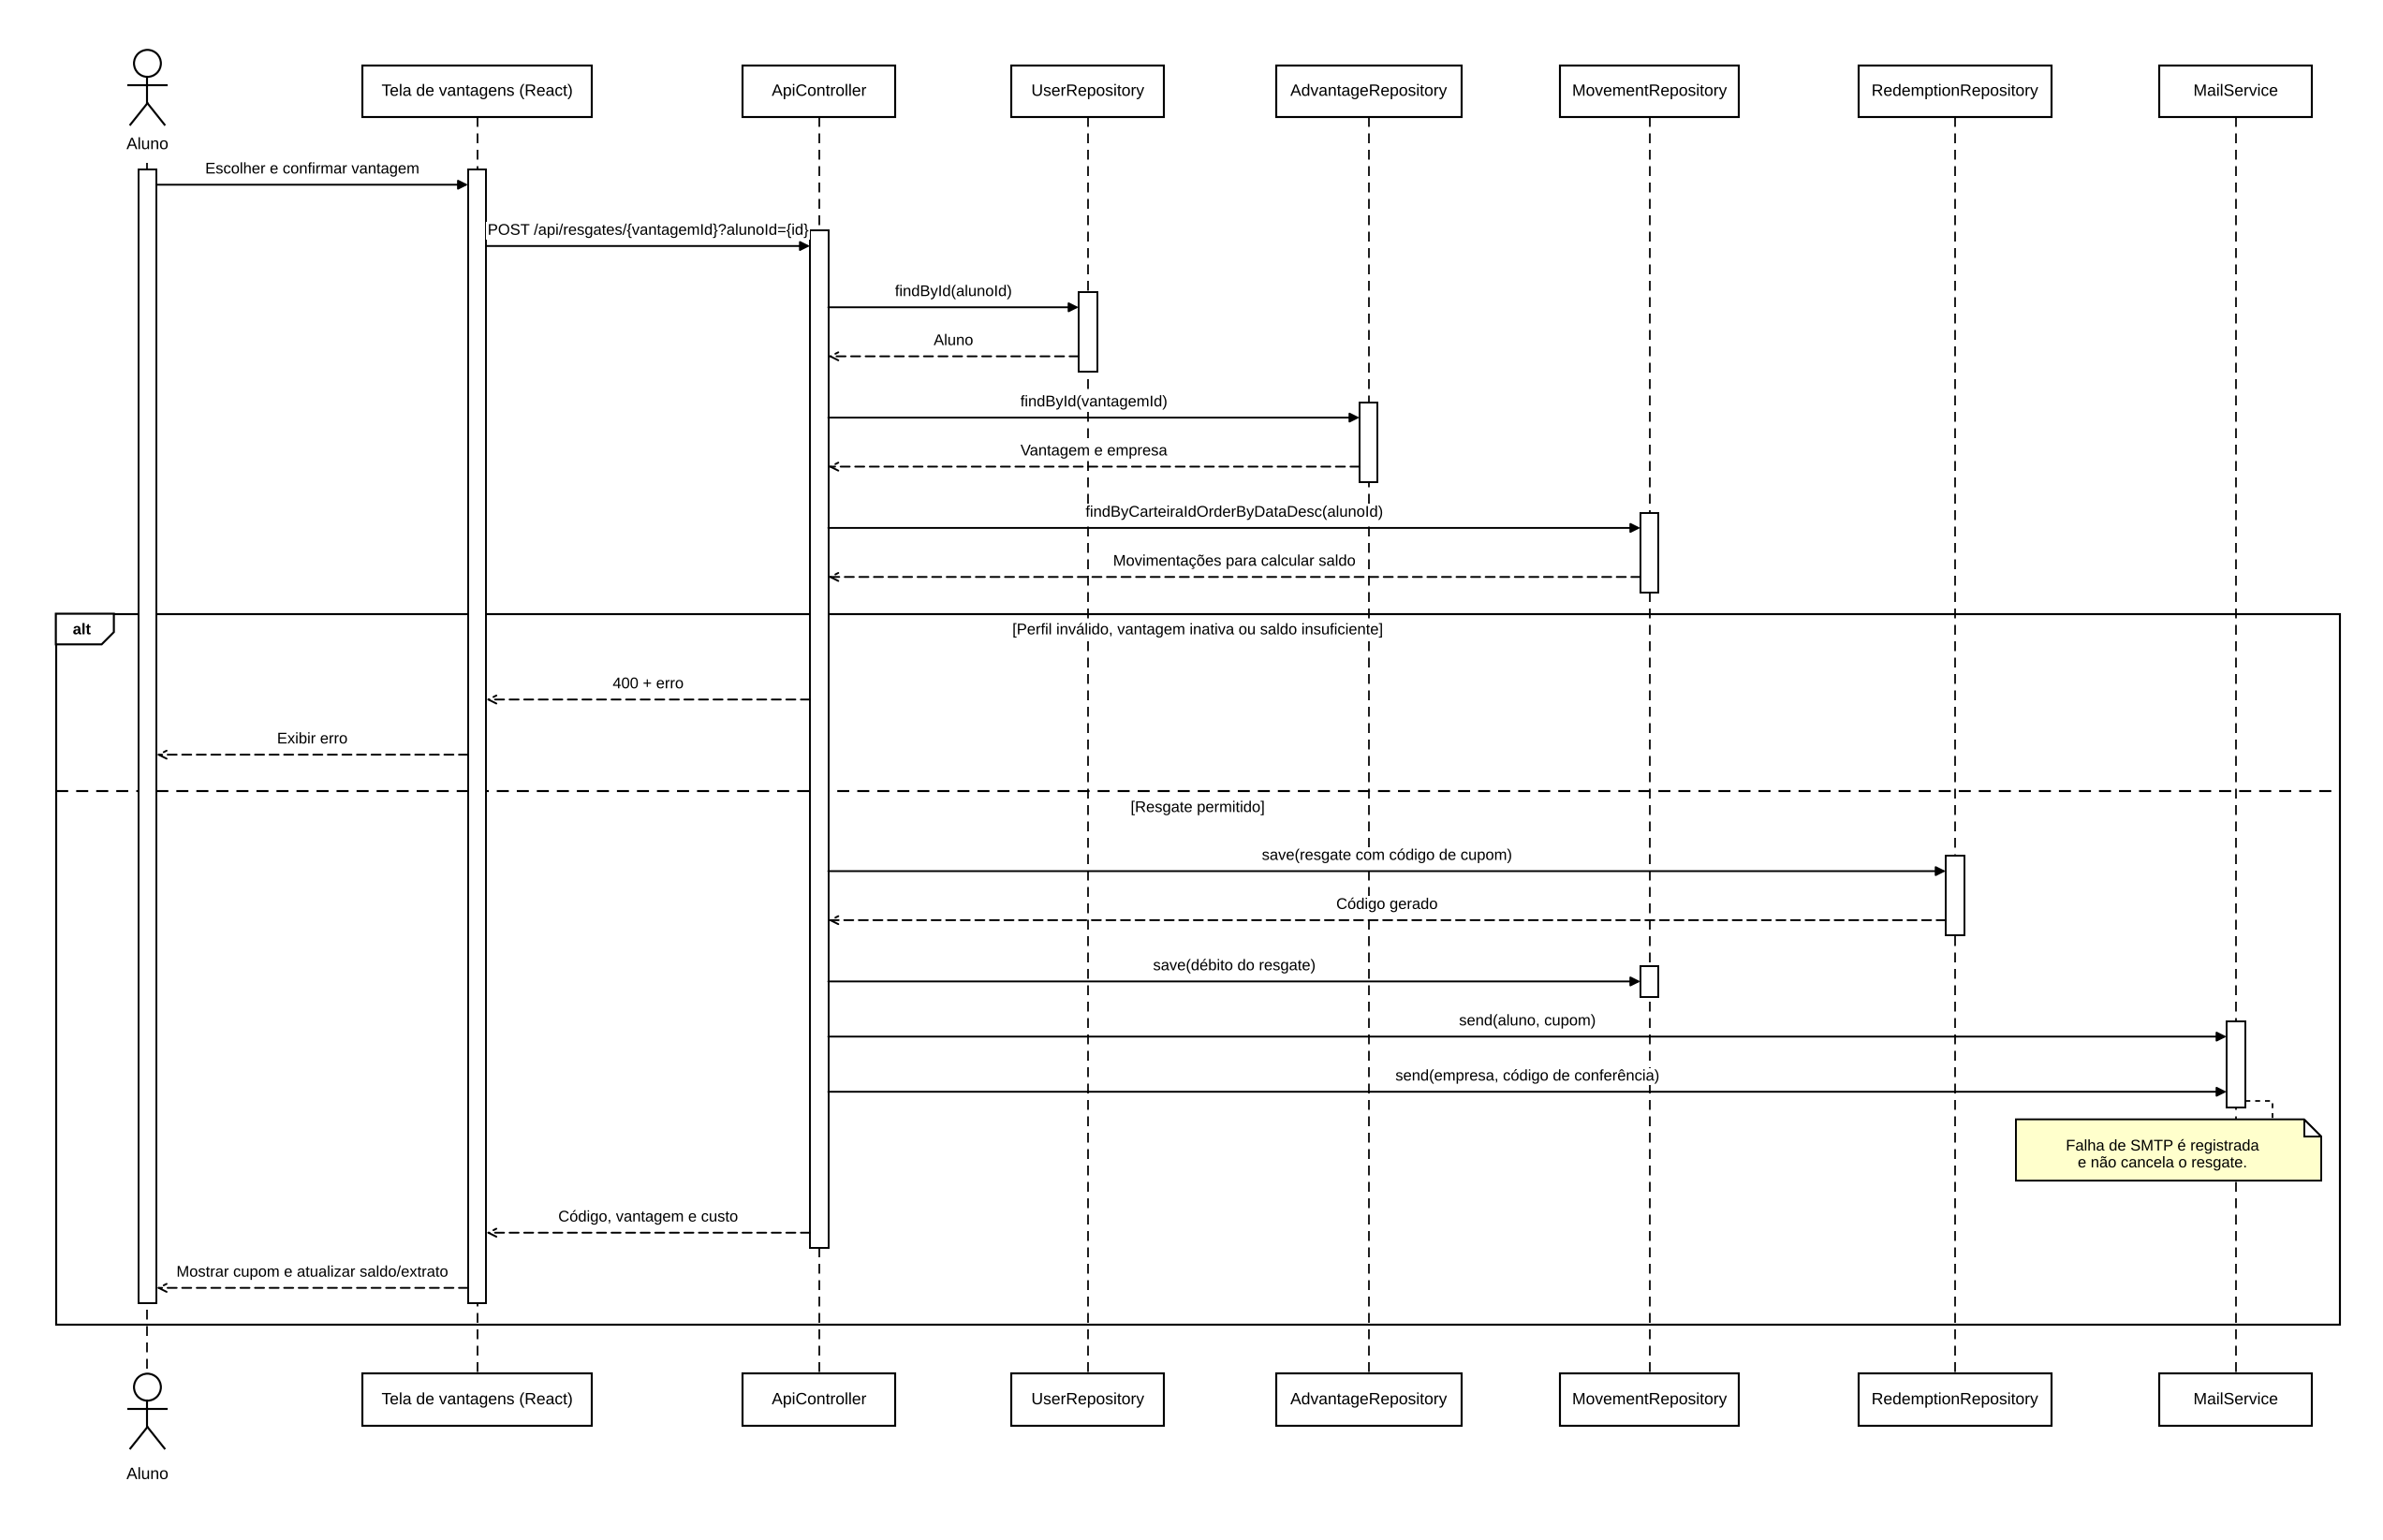 Aluno
Tela de vantagens (React)
ApiController
UserRepository
AdvantageRepository
MovementRepository
RedemptionRepository
MailService
Escolher e confirmar vantagem
POST /api/resgates/{vantagemId}?alunoId={id}
findById(alunoId)
Aluno
findById(vantagemId)
Vantagem e empresa
findByCarteiraIdOrderByDataDesc(alunoId)
Movimentações para calcular saldo
alt
[Perfil inválido, vantagem inativa ou saldo insuficiente]
400 + erro
Exibir erro
[Resgate permitido]
save(resgate com código de cupom)
Código gerado
save(débito do resgate)
send(aluno, cupom)
send(empresa, código de conferência)
Falha de SMTP é registrada
e não cancela o resgate.
Código, vantagem e custo
Mostrar cupom e atualizar saldo/extrato
Tela de vantagens (React)
ApiController
UserRepository
AdvantageRepository
MovementRepository
RedemptionRepository
MailService
Aluno